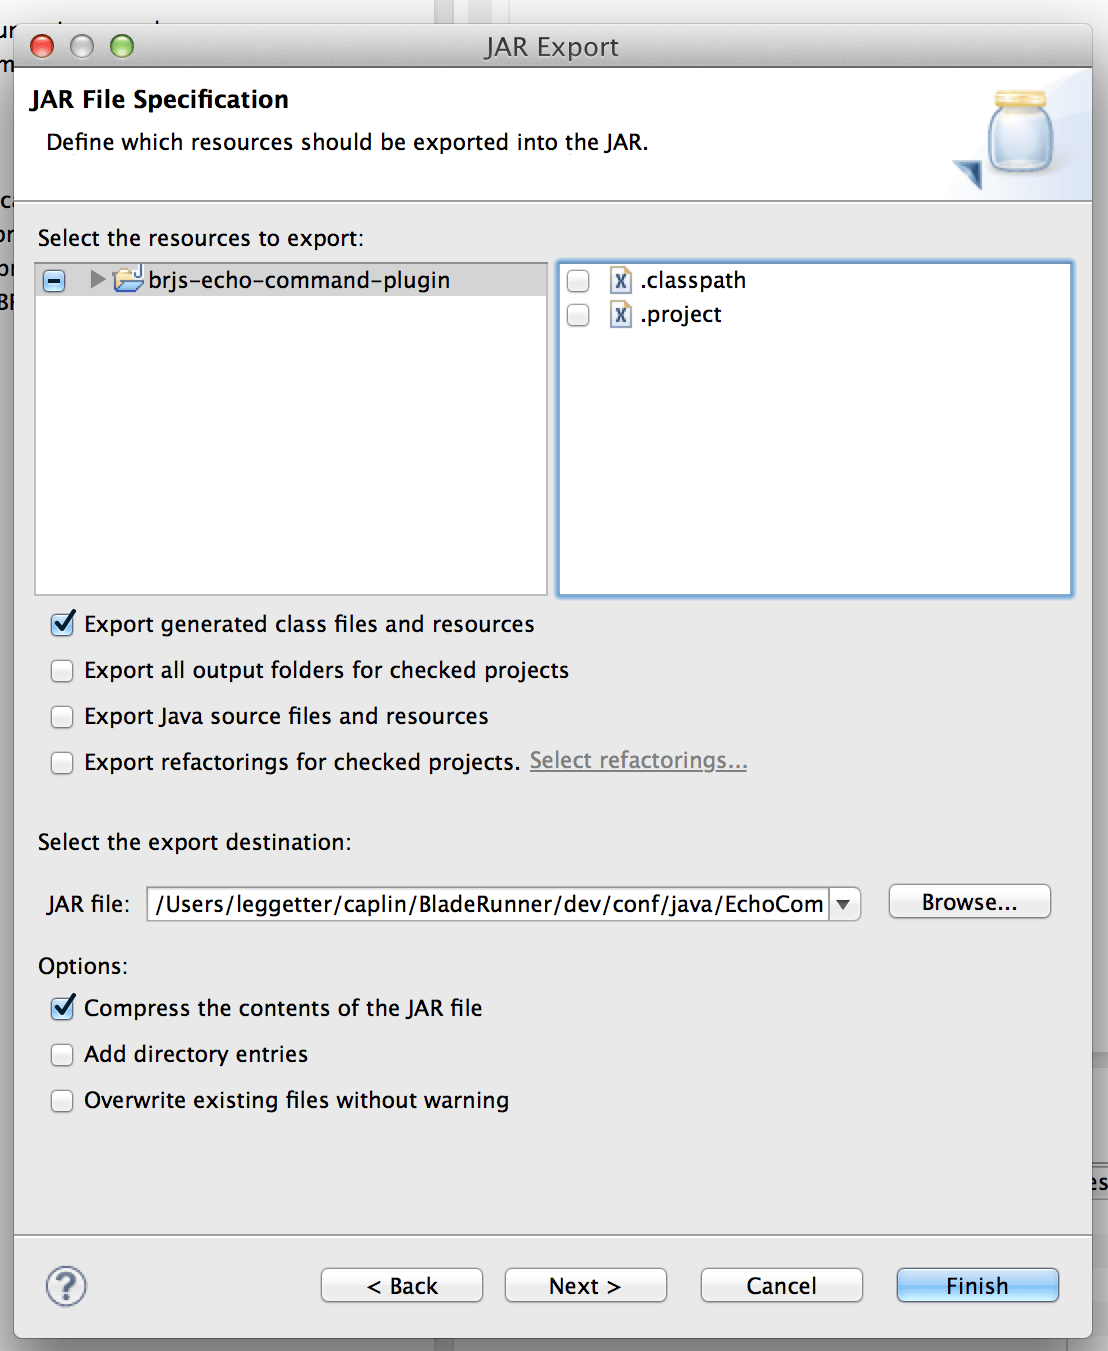 JAR Export
JAR File Specification
Define which resources should be exported into the JAR.
Select the resources to export:
brjs-echo-command-plugin
.classpath
.project
Export generated class files and resources
Export all output folders for checked projects
Export Java source files and resources
Export refactorings for checked projects. Select refactorings...
Select the export destination:
JAR file: /Users/leggetter/caplin/BladeRunner/dev/conf/java/EchoCom
Browse...
Options:
Compress the contents of the JAR file
Add directory entries
Overwrite existing files without warning
? < Back Next > Cancel Finish